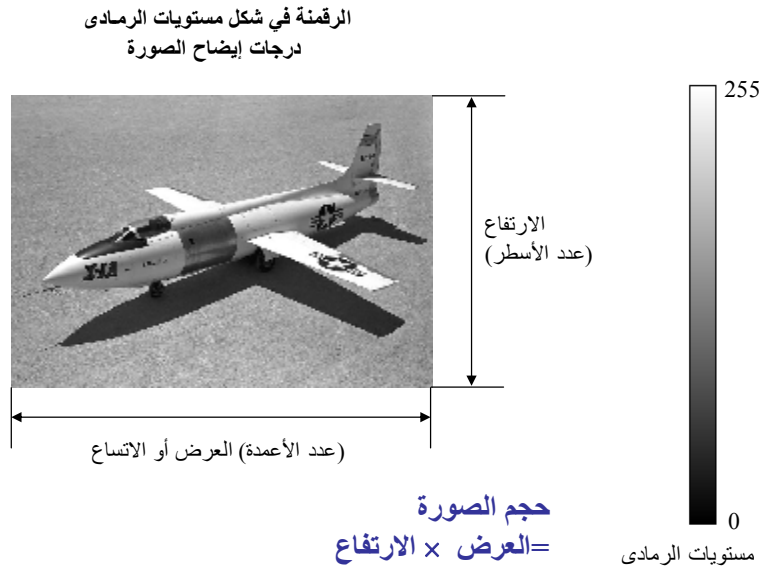 الرقمنة في شكل مستويات الرمادى
درجات إيضاح الصورة
255
الارتفاع
(عدد الأسطر)
X-1A
(عدد الأعمدة) العرض أو الاتساع
حجم الصورة
=العرض × الارتفاع
0
مستويات الرمادى